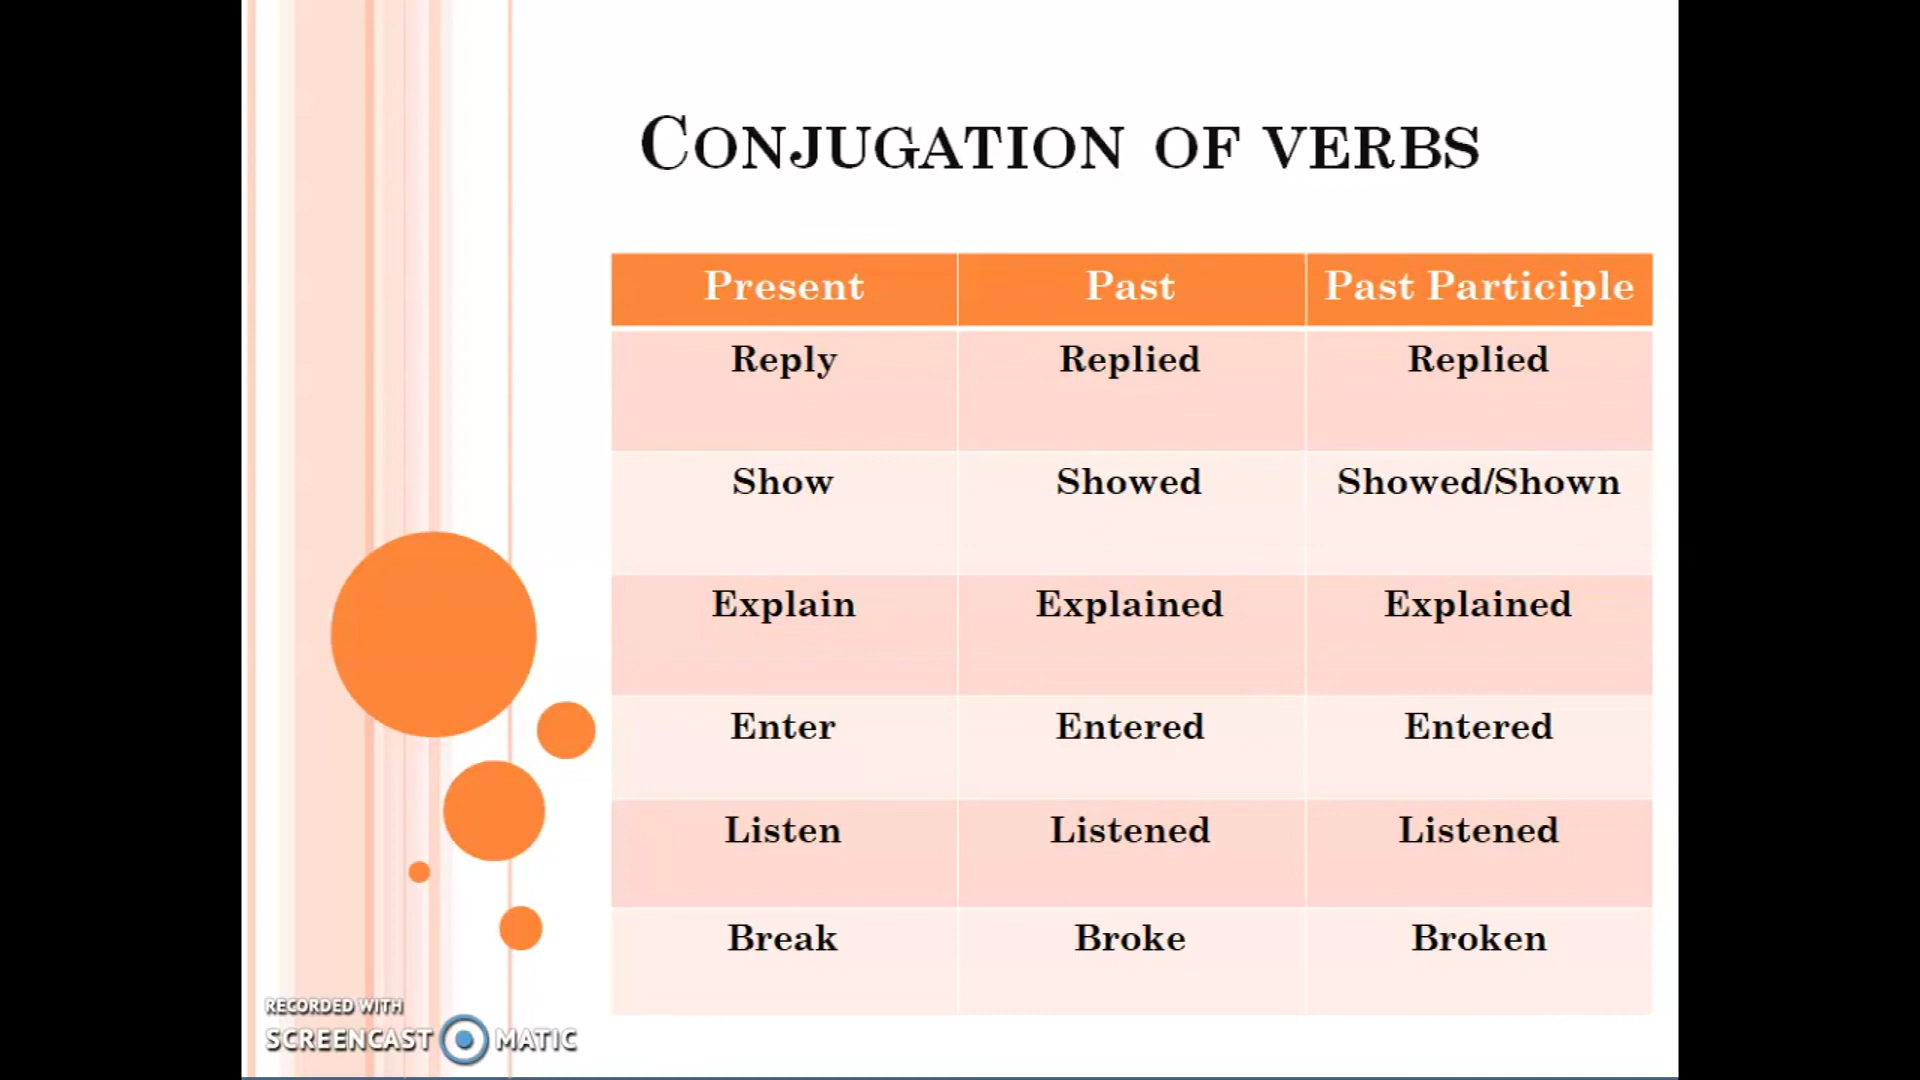 Conjugation of verbs
Present Past Past Participle
Reply Replied Replied
Show Showed Showed/Shown
Explain Explained Explained
Enter Entered Entered
Listen Listened Listened
Break Broke Broken
RECORDED WITH
SCREENCAST MATIC